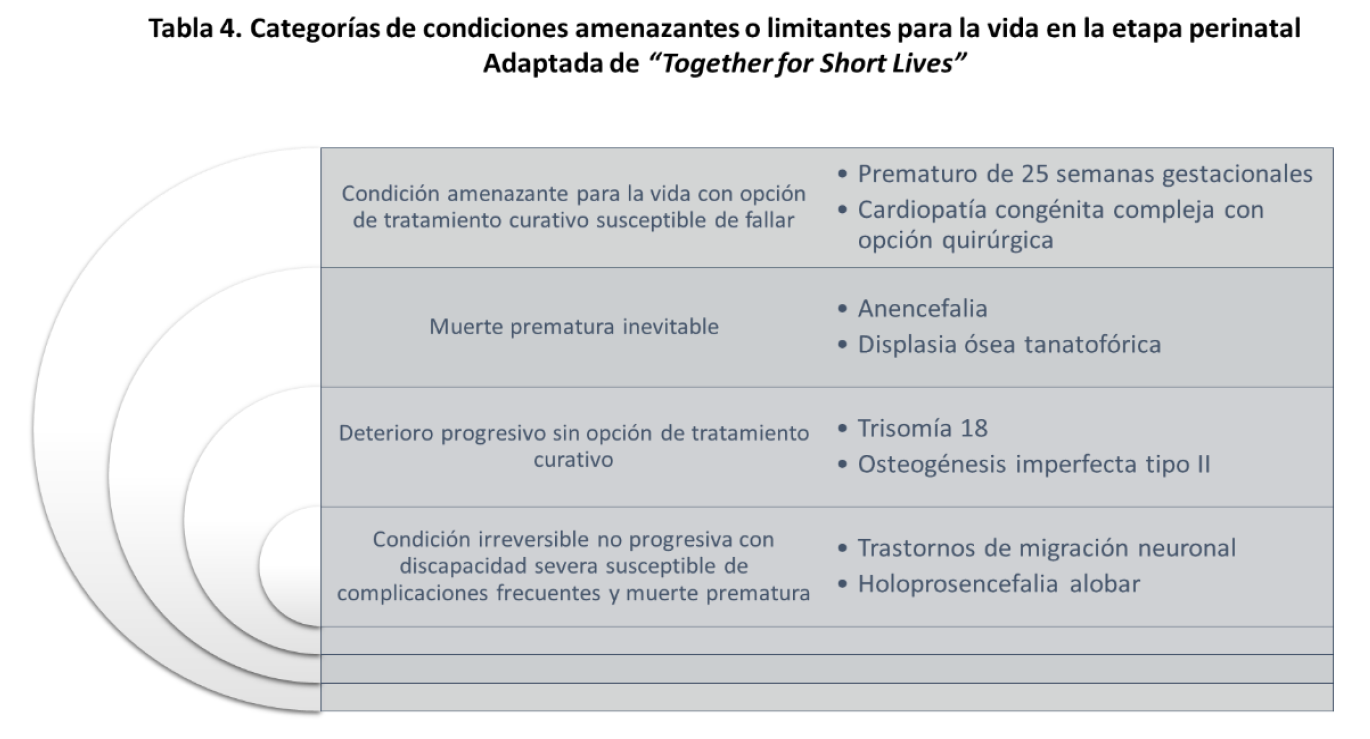 Tabla 4. Categorías de condiciones amenazantes o limitantes para la vida en la etapa perinatal
Adaptada de “Together for Short Lives”
Condición amenazante para la vida con opción
de tratamiento curativo susceptible de fallar
• Prematuro de 25 semanas gestacionales
• Cardiopatía congénita compleja con
opción quirúrgica
Muerte prematura inevitable
• Anencefalia
• Displasia ósea tanatofórica
Deterioro progresivo sin opción de tratamiento
curativo
• Trisomía 18
• Osteogénesis imperfecta tipo II
Condición irreversible no progresiva con
discapacidad severa susceptible de
complicaciones frecuentes y muerte prematura
• Trastornos de migración neuronal
• Holoprosencefalia alobar